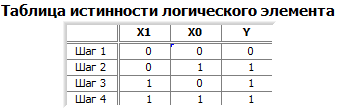 Таблица истинности логического элемента
X1 X0 Y
Шаг 1 0 0 0
Шаг 2 0 1 1
Шаг 3 1 0 1
Шаг 4 1 1 1